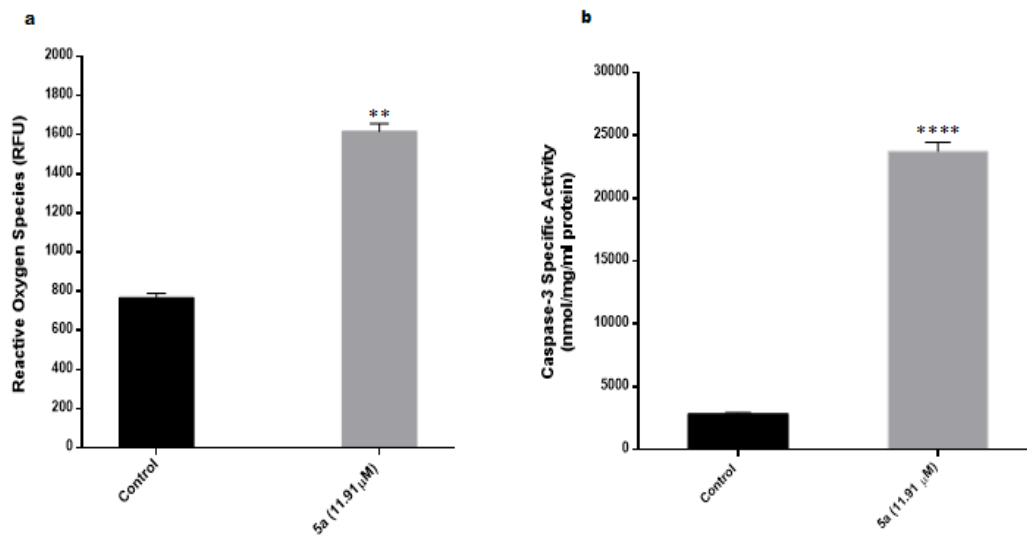 a
Reactive Oxygen Species (RFU)
2000
1800
1600
1400
1200
1000
800
600
400
200
0
**
Control
5a (11.91 µM)
b
Caspase-3 Specific Activity
(nmol/mg/ml protein)
30000
25000
20000
15000
10000
5000
0
****
Control
5a (11.91 µM)